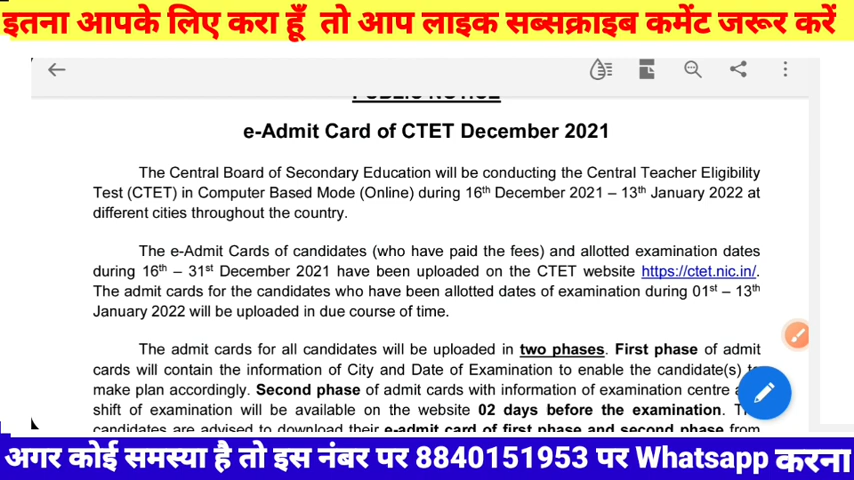 इतना आपके लिए करा हूँ तो आप लाइक सब्सक्राइब कमेंट जरूर करें
PUBLIC NOTICE
e-Admit Card of CTET December 2021
The Central Board of Secondary Education will be conducting the Central Teacher Eligibility
Test (CTET) in Computer Based Mode (Online) during 16th December 2021 – 13th January 2022 at
different cities throughout the country.
The e-Admit Cards of candidates (who have paid the fees) and allotted examination dates
during 16th – 31st December 2021 have been uploaded on the CTET website https://ctet.nic.in/.
The admit cards for the candidates who have been allotted dates of examination during 01st – 13th
January 2022 will be uploaded in due course of time.
The admit cards for all candidates will be uploaded in two phases. First phase of admit
cards will contain the information of City and Date of Examination to enable the candidate(s) to
make plan accordingly. Second phase of admit cards with information of examination centre
shift of examination will be available on the website 02 days before the examination.
candidates are advised to download their e-admit card of first phase and second phase from
अगर कोई समस्या है तो इस नंबर पर 8840151953 पर Whatsapp करना